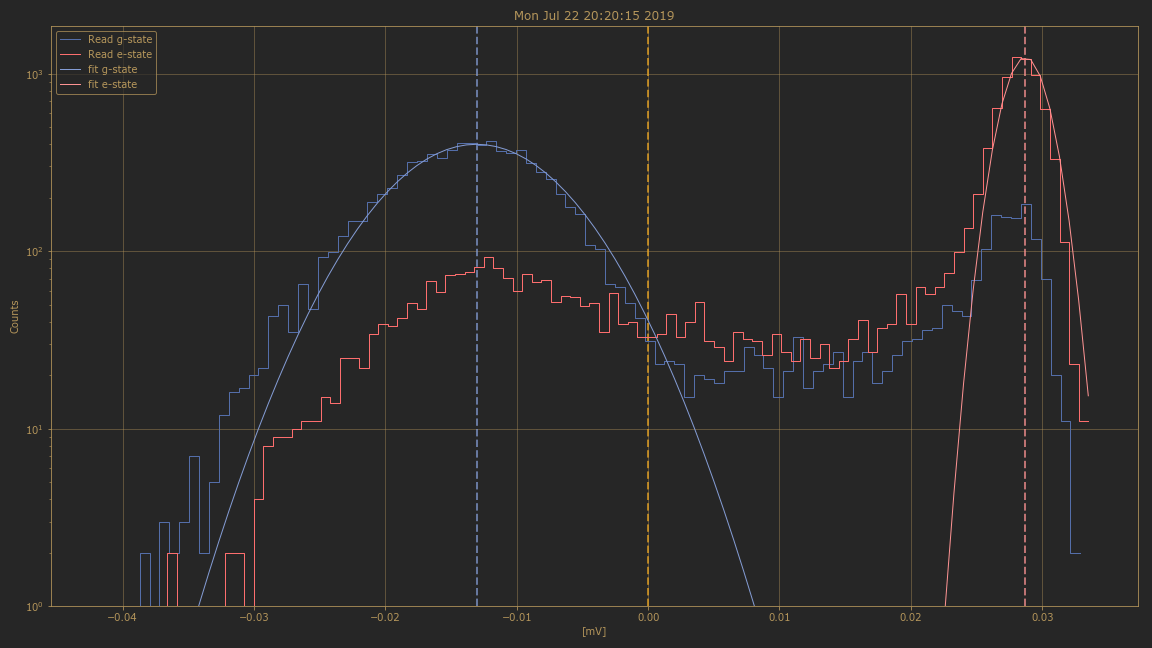 Mon Jul 22 20:20:15 2019
Read g-state
Read e-state
fit g-state
fit e-state
Counts
10³
10²
10¹
10⁰
−0.04
−0.03
−0.02
−0.01
0.00
0.01
0.02
0.03
[mV]